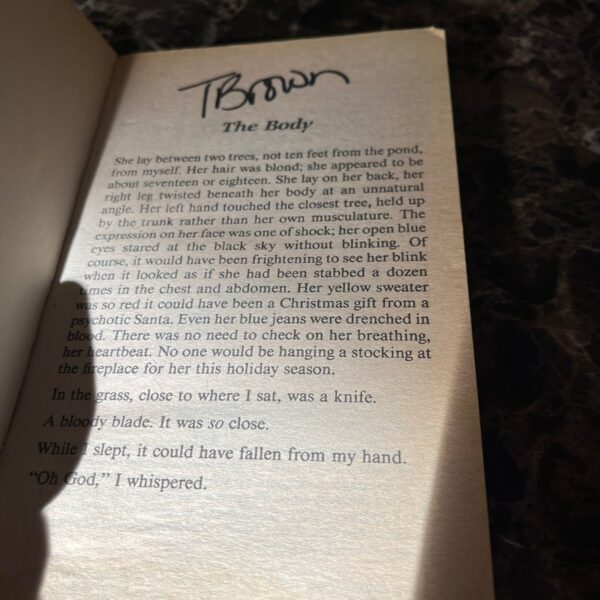 TBrown
The Body
She lay between two trees, not ten feet from the pond,
from myself. Her hair was blond; she appeared to be
about seventeen or eighteen. She lay on her back, her
right leg twisted beneath her body at an unnatural
angle. Her left hand touched the closest tree, held up
by the trunk rather than her own musculature. The
expression on her face was one of shock; her open blue
eyes stared at the black sky without blinking. Of
course, it would have been frightening to see her blink
when it looked as if she had been stabbed a dozen
times in the chest and abdomen. Her yellow sweater
was so red it could have been a Christmas gift from a
psychotic Santa. Even her blue jeans were drenched in
blood. There was no need to check on her breathing,
her heartbeat. No one would be hanging a stocking at
the fireplace for her this holiday season.
In the grass, close to where I sat, was a knife.
A bloody blade. It was so close.
While I slept, it could have fallen from my hand.
“Oh God,” I whispered.